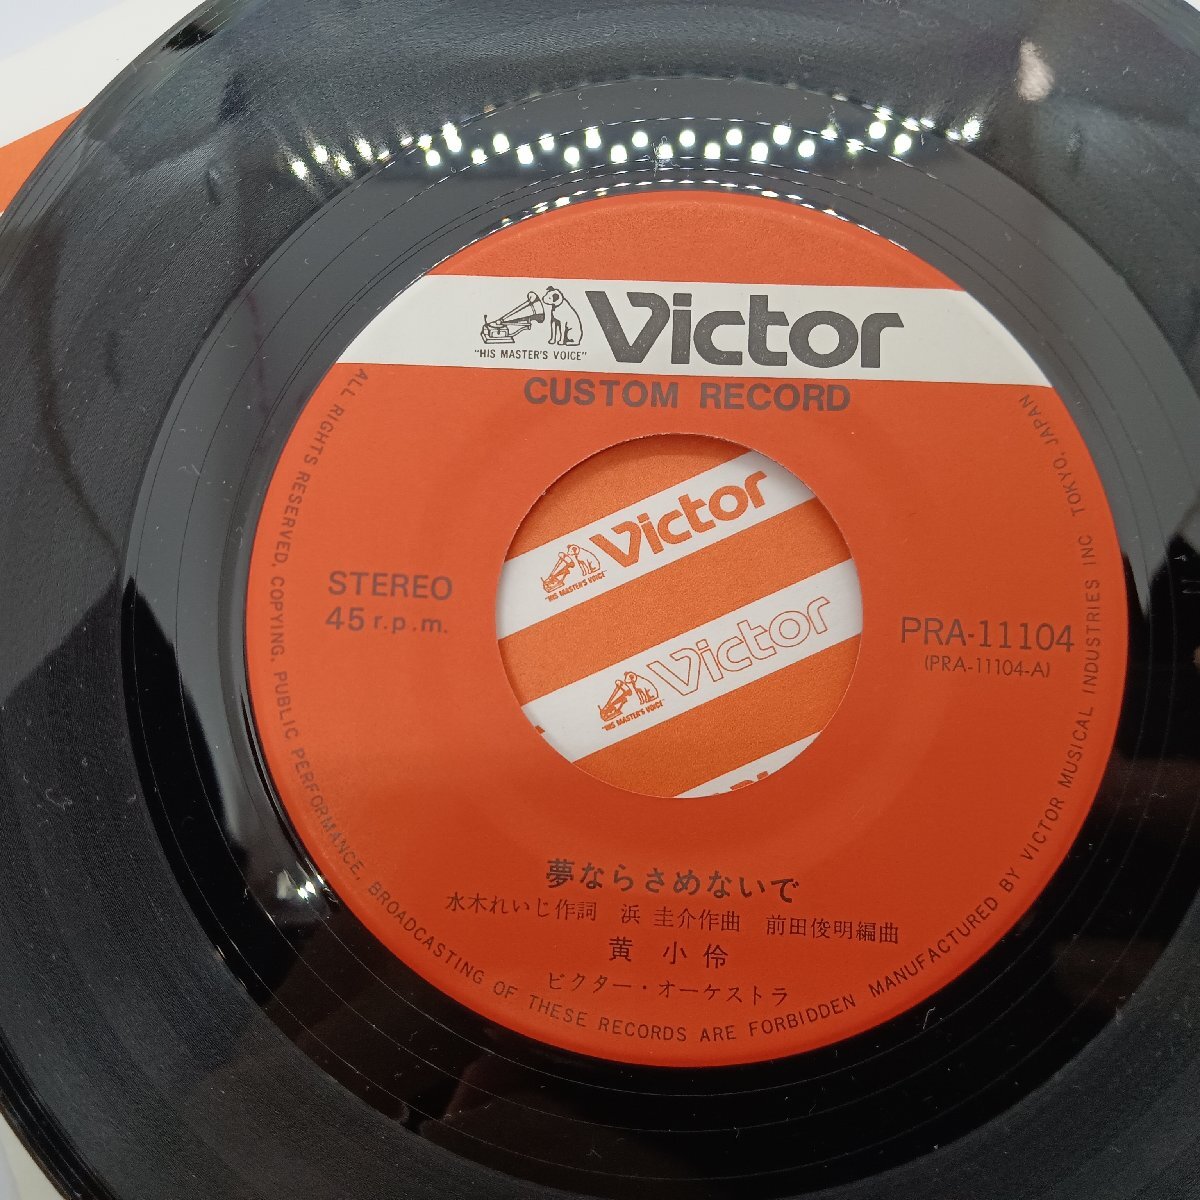 "HIS MASTER'S VOICE"
Victor
CUSTOM RECORD
STEREO
45 r.p.m.
PRA-11104
(PRA-11104-A)
Victor
"HIS MASTER'S VOICE"
Victor
"HIS MASTER'S VOICE"
夢ならさめないで
水木れいじ作詞 浜 圭介作曲 前田俊明編曲
黄 小伶
ビクター・オーケストラ
ALL RIGHTS RESERVED. COPYING, PUBLIC PERFORMANCE, BROADCASTING OF THESE RECORDS ARE FORBIDDEN MANUFACTURED BY VICTOR MUSICAL INDUSTRIES INC TOKYO, JAPAN